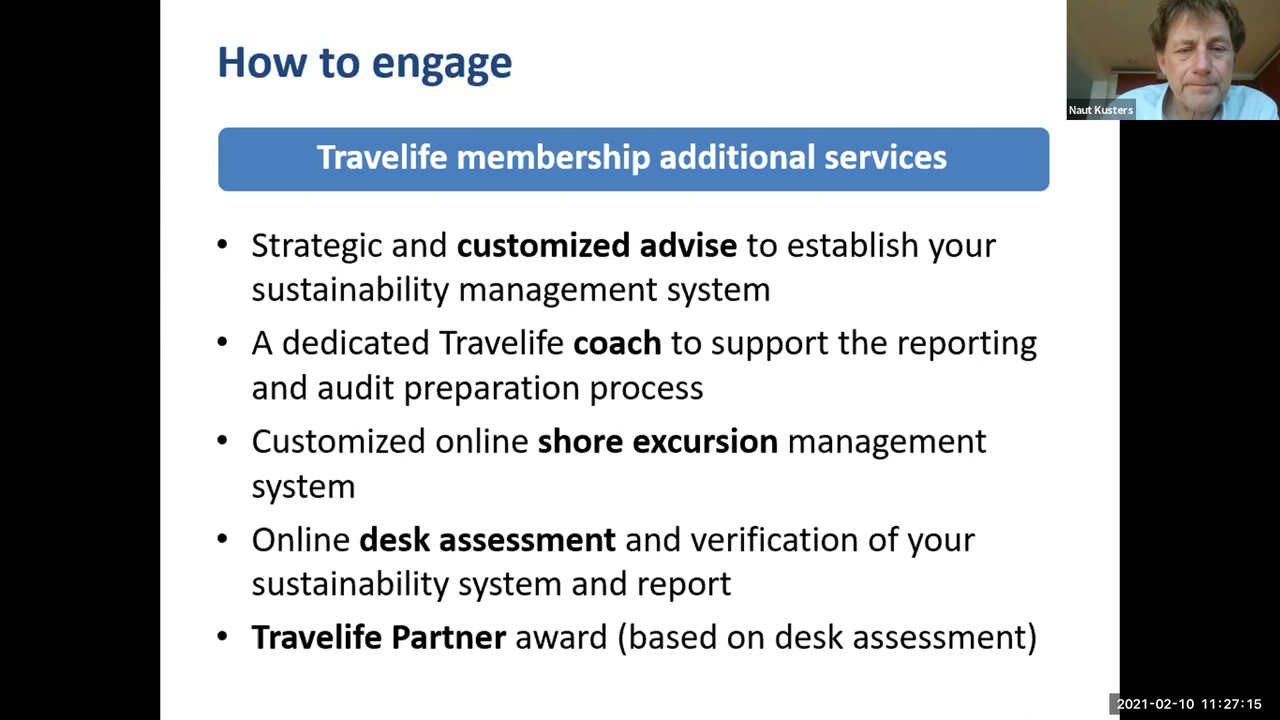 How to engage
Naut Kusters
Travelife membership additional services
• Strategic and customized advise to establish your
sustainability management system
• A dedicated Travelife coach to support the reporting
and audit preparation process
• Customized online shore excursion management
system
• Online desk assessment and verification of your
sustainability system and report
• Travelife Partner award (based on desk assessment)
2021-02-10 11:27:15